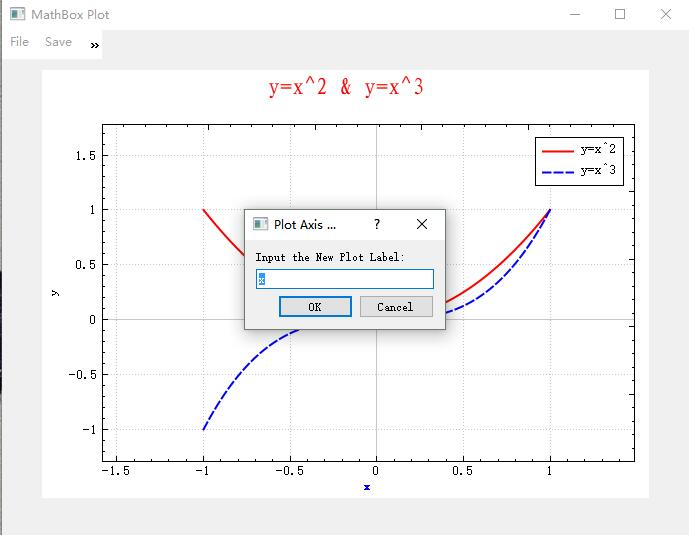 MathBox Plot
File Save »
y=x^2 & y=x^3
y=x^2
y=x^3
1.5
1
0.5
0
-0.5
-1
y
Plot Axis ... ?
Input the New Plot Label:
x
OK Cancel
-1.5 -1 -0.5 0 0.5 1
x